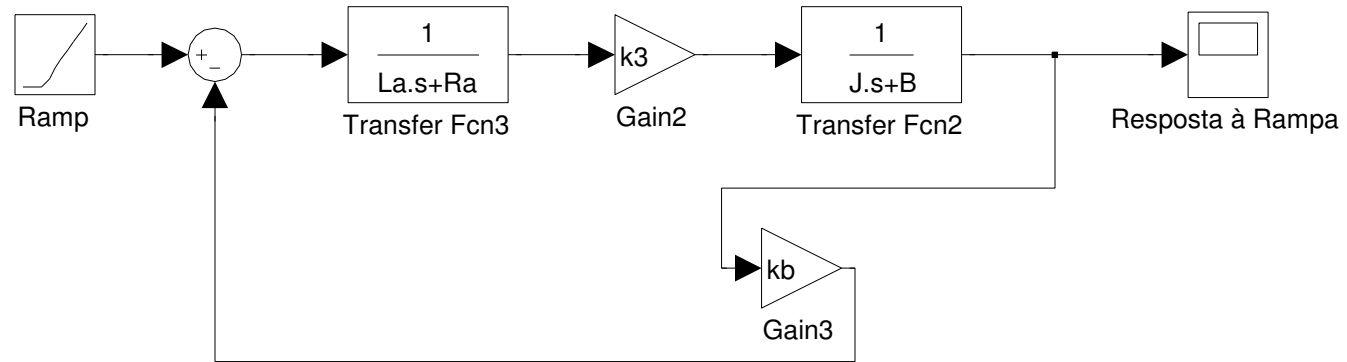 Ramp
+
−
1
La.s+Ra
Transfer Fcn3
k3
Gain2
1
J.s+B
Transfer Fcn2
Resposta à Rampa
kb
Gain3